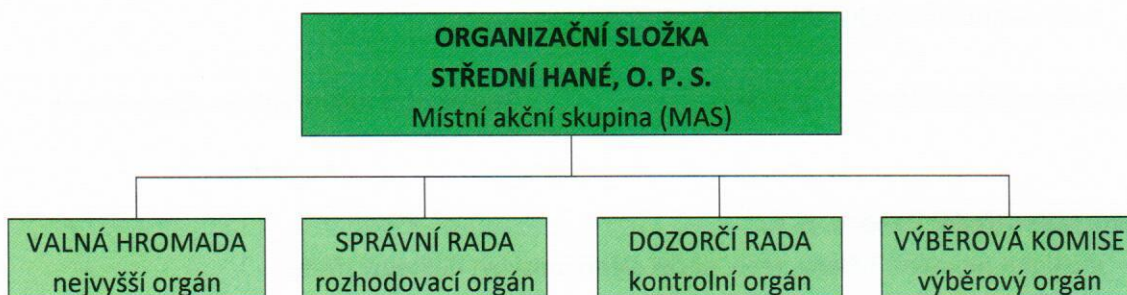 ORGANIZAČNÍ SLOŽKA
STŘEDNÍ HANÉ, O. P. S.
Místní akční skupina (MAS)
VALNÁ HROMADA
nejvyšší orgán
SPRÁVNÍ RADA
rozhodovací orgán
DOZORČÍ RADA
kontrolní orgán
VÝBĚROVÁ KOMISE
výběrový orgán